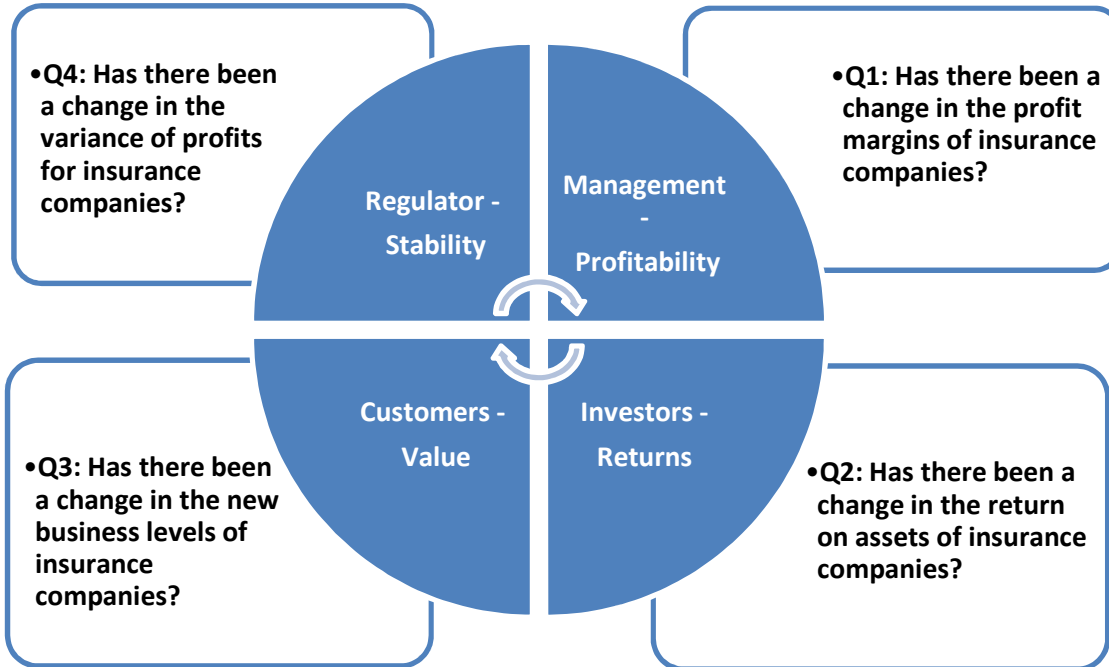 •Q4: Has there been
a change in the
variance of profits
for insurance
companies?
•Q1: Has there been a
change in the profit
margins of insurance
companies?
Regulator -
Stability
Management
-
Profitability
Customers -
Value
Investors -
Returns
•Q3: Has there been
a change in the new
business levels of
insurance
companies?
•Q2: Has there been a
change in the return
on assets of insurance
companies?